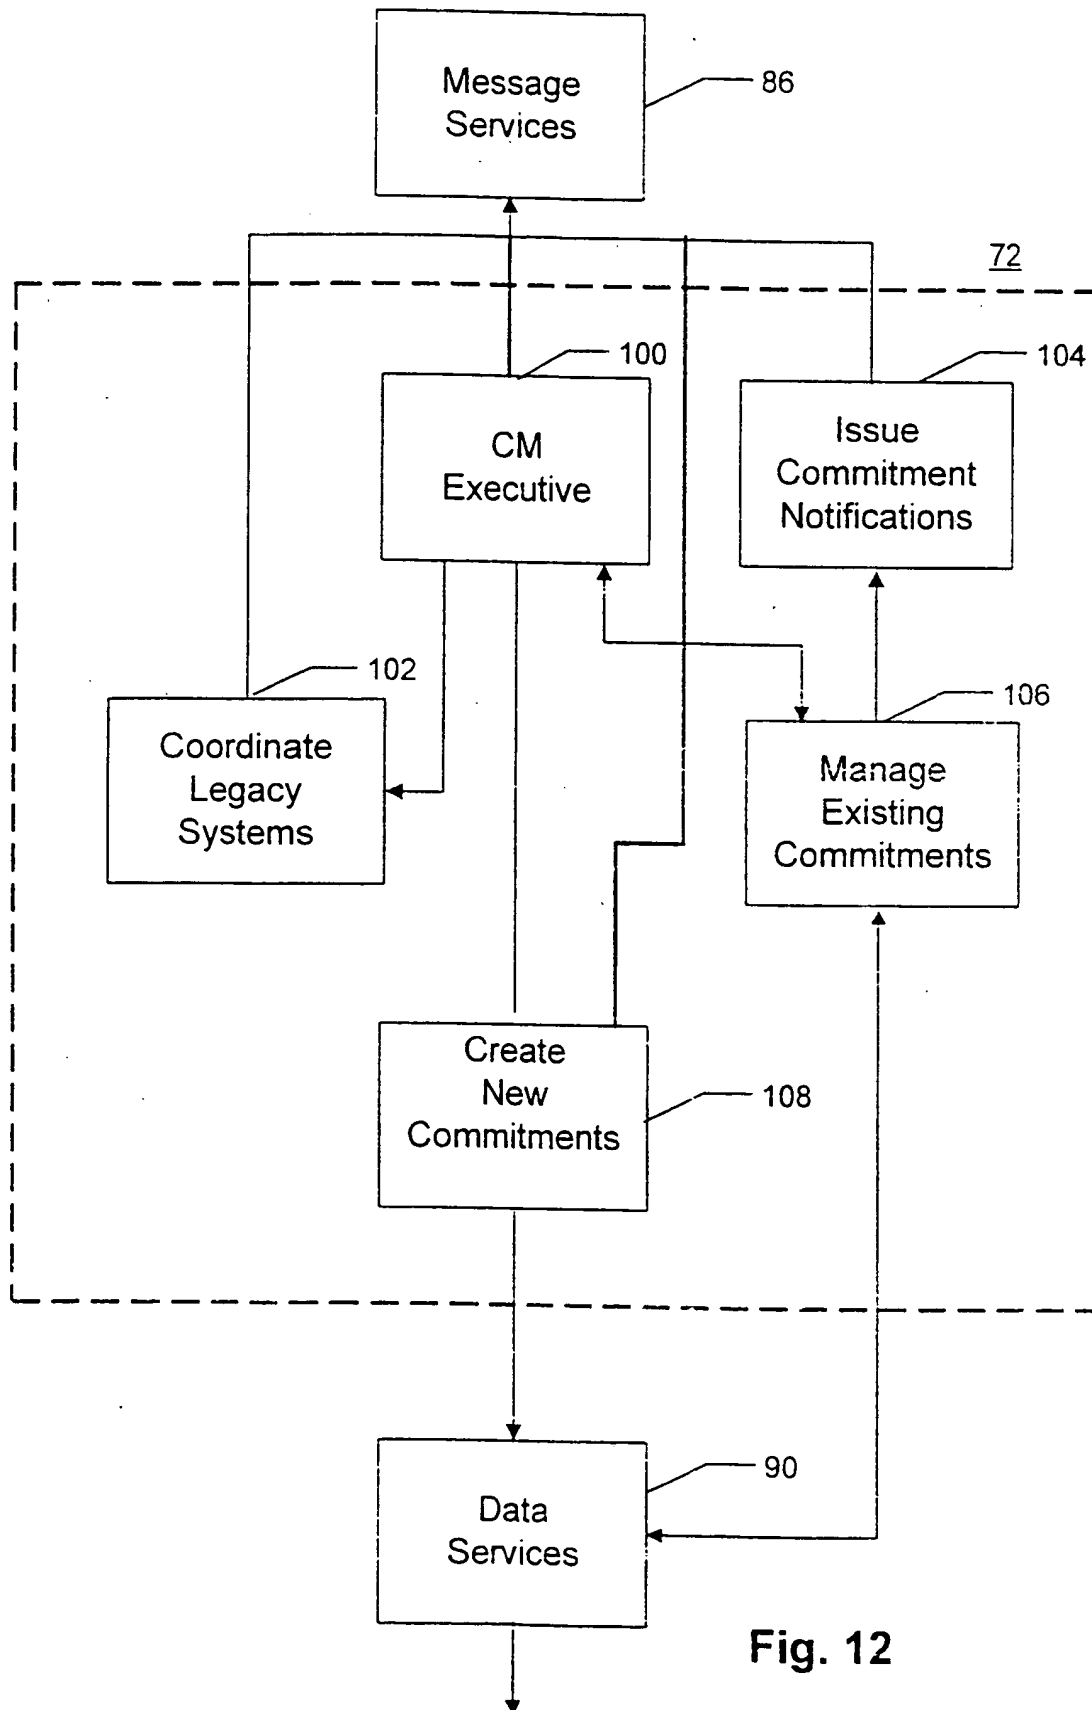 Message
Services
86
72
100
104
CM
Executive
Issue
Commitment
Notifications
102
106
Coordinate
Legacy
Systems
Manage
Existing
Commitments
Create
New
Commitments
108
90
Data
Services
Fig. 12